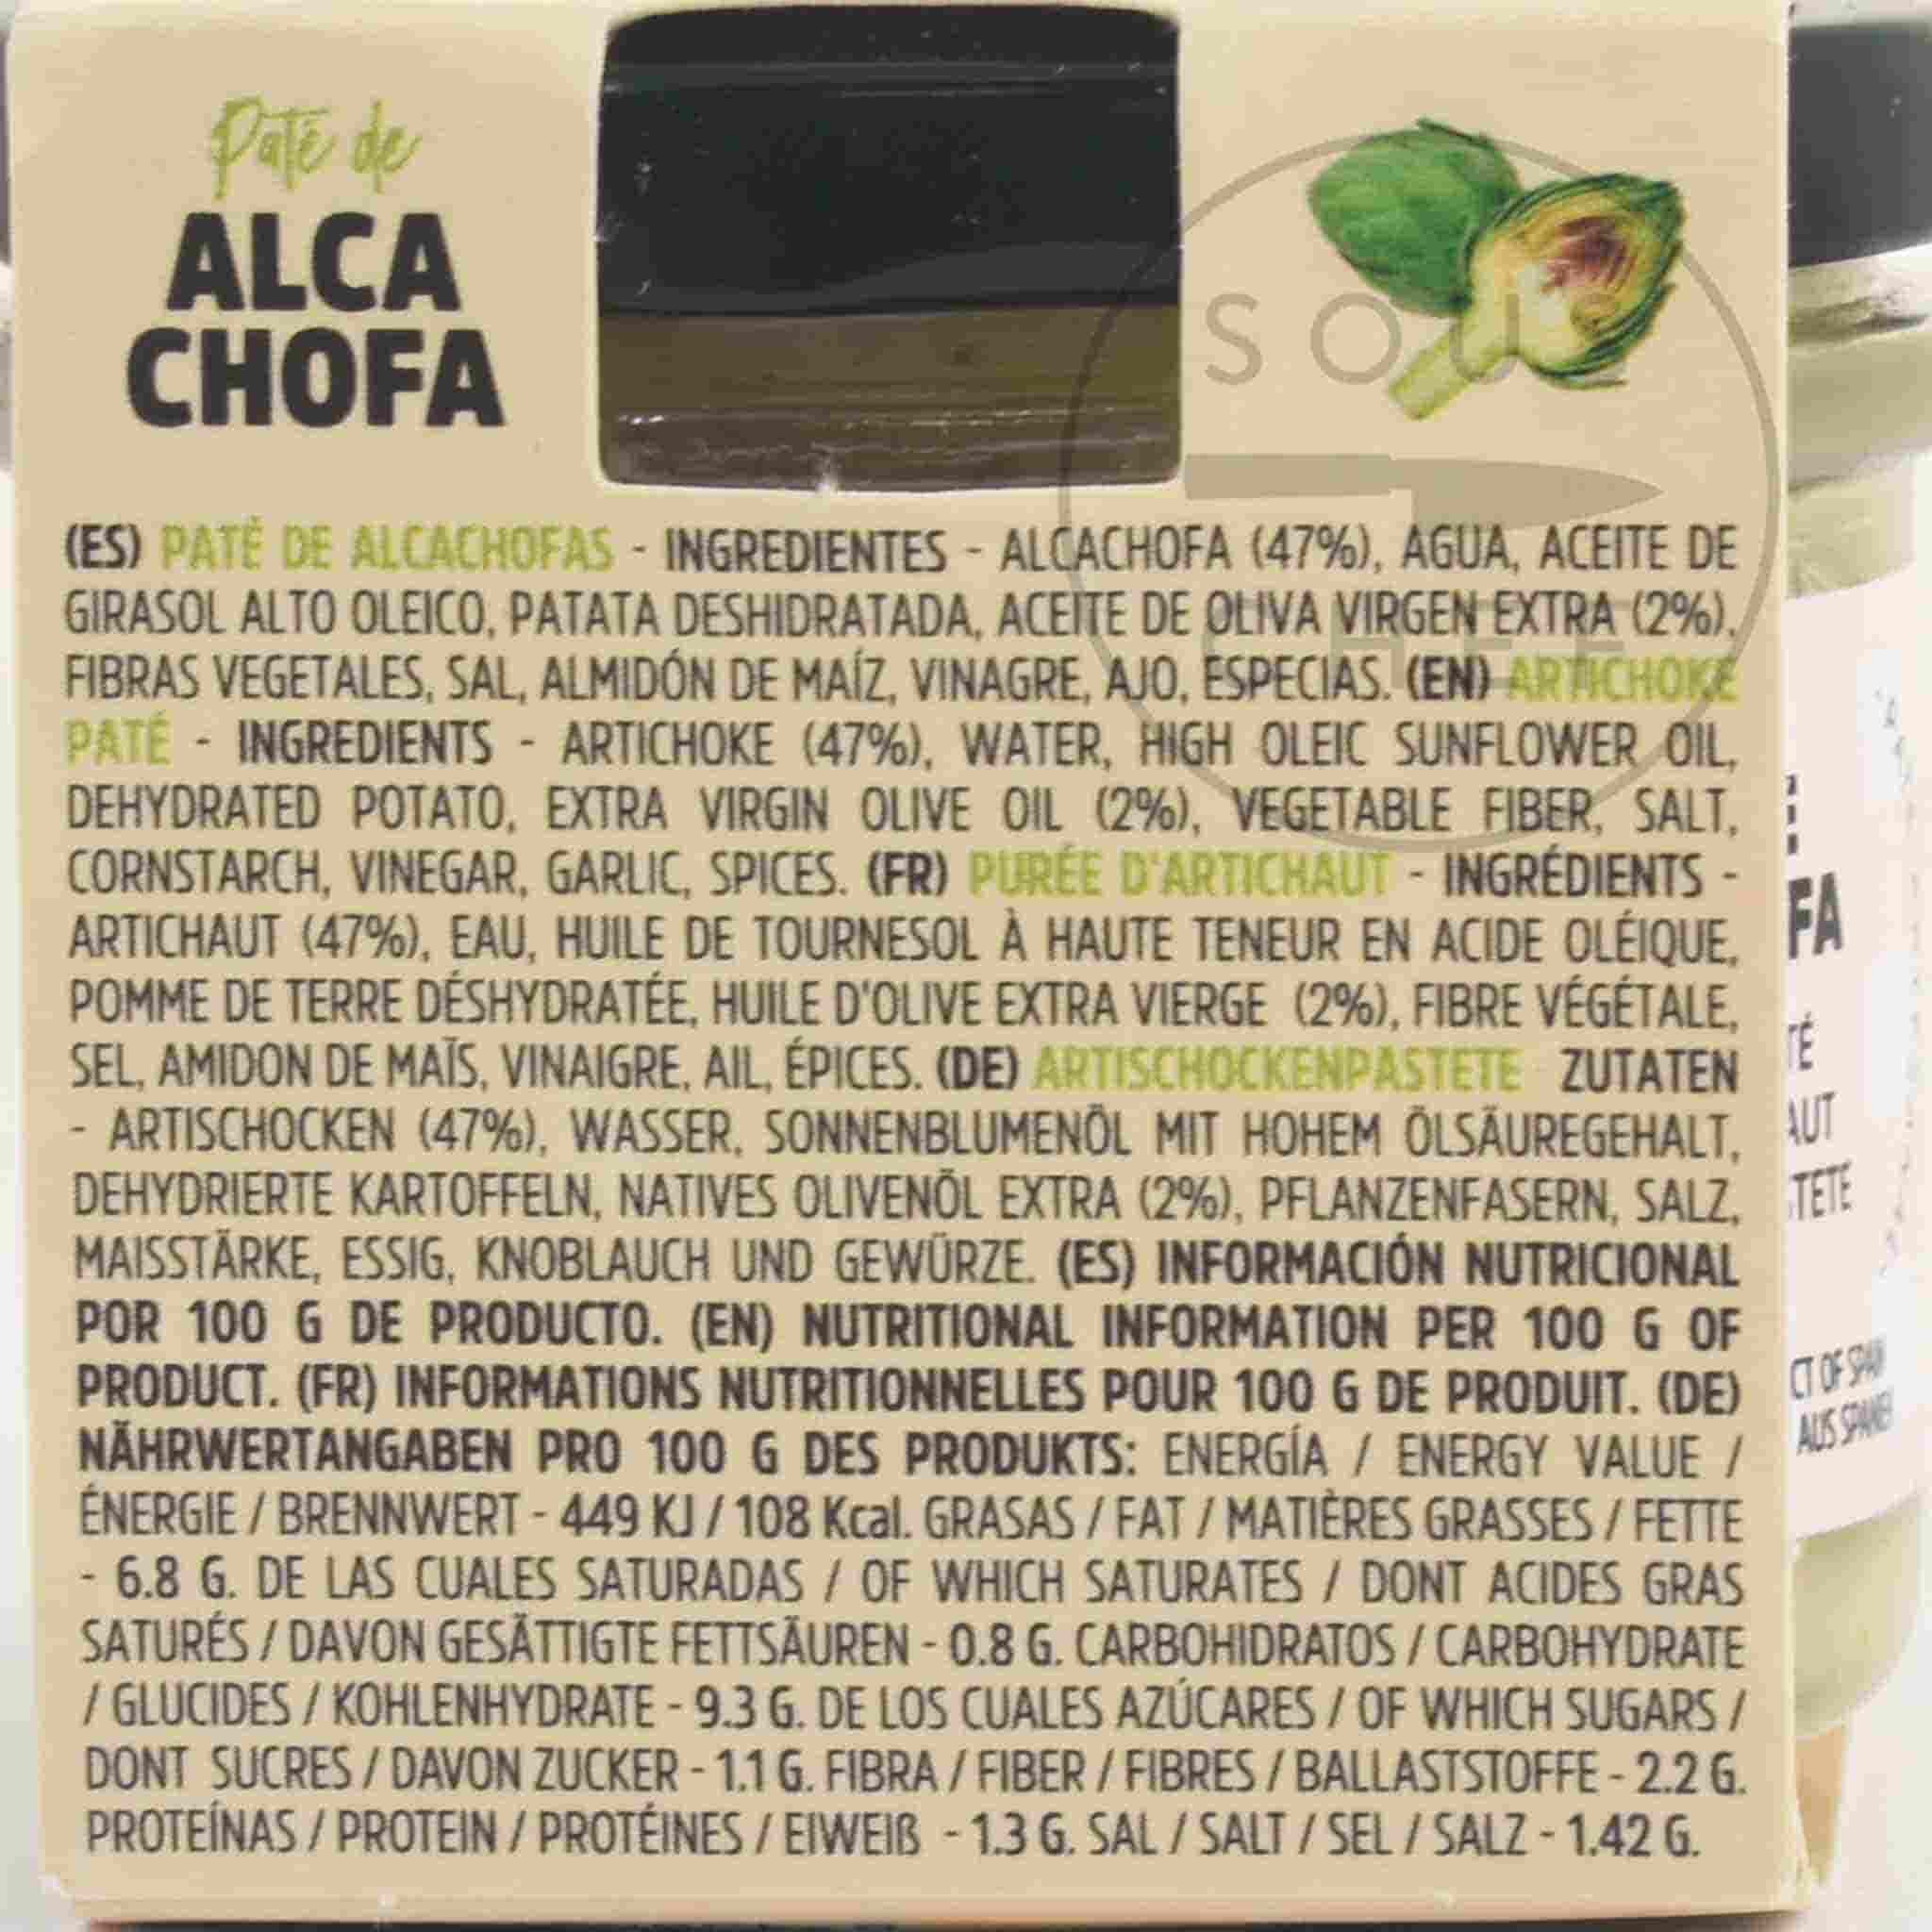 Paté de
ALCA
CHOFA
SOUS
CHEF
(ES) PATÉ DE ALCACHOFAS - INGREDIENTES - ALCACHOFA (47%), AGUA, ACEITE DE
GIRASOL ALTO OLEICO, PATATA DESHIDRATADA, ACEITE DE OLIVA VIRGEN EXTRA (2%),
FIBRAS VEGETALES, SAL, ALMIDÓN DE MAÍZ, VINAGRE, AJO, ESPECIAS. (EN) ARTICHOKE
PATÉ - INGREDIENTS - ARTICHOKE (47%), WATER, HIGH OLEIC SUNFLOWER OIL,
DEHYDRATED POTATO, EXTRA VIRGIN OLIVE OIL (2%), VEGETABLE FIBER, SALT,
CORNSTARCH, VINEGAR, GARLIC, SPICES. (FR) PURÉE D'ARTICHAUT - INGRÉDIENTS -
ARTICHAUT (47%), EAU, HUILE DE TOURNESOL À HAUTE TENEUR EN ACIDE OLÉIQUE,
POMME DE TERRE DÉSHYDRATÉE, HUILE D'OLIVE EXTRA VIERGE (2%), FIBRE VÉGÉTALE,
SEL, AMIDON DE MAÏS, VINAIGRE, AIL, ÉPICES. (DE) ARTISCHOCKENPASTETE ZUTATEN
- ARTISCHOCKEN (47%), WASSER, SONNENBLUMENÖL MIT HOHEM ÖLSÄUREGEHALT,
DEHYDRIERTE KARTOFFELN, NATIVES OLIVENÖL EXTRA (2%), PFLANZENFASERN, SALZ,
MAISSTÄRKE, ESSIG, KNOBLAUCH UND GEWÜRZE. (ES) INFORMACIÓN NUTRICIONAL
POR 100 G DE PRODUCTO. (EN) NUTRITIONAL INFORMATION PER 100 G OF
PRODUCT. (FR) INFORMATIONS NUTRITIONNELLES POUR 100 G DE PRODUIT. (DE)
NÄHRWERTANGABEN PRO 100 G DES PRODUKTS: ENERGÍA / ENERGY VALUE /
ÉNERGIE / BRENNWERT - 449 KJ / 108 Kcal. GRASAS / FAT / MATIÈRES GRASSES / FETTE
- 6.8 G. DE LAS CUALES SATURADAS / OF WHICH SATURATES / DONT ACIDES GRAS
SATURÉS / DAVON GESÄTTIGTE FETTSÄUREN - 0.8 G. CARBOHIDRATOS / CARBOHYDRATE
/ GLUCIDES / KOHLENHYDRATE - 9.3 G. DE LOS CUALES AZÚCARES / OF WHICH SUGARS /
DONT SUCRES / DAVON ZUCKER - 1.1 G. FIBRA / FIBER / FIBRES / BALLASTSTOFFE - 2.2 G.
PROTEÍNAS / PROTEIN / PROTÉINES / EIWEIß - 1.3 G. SAL / SALT / SEL / SALZ - 1.42 G.
FA
TÉ
AUT
TETE
CT OF SPAIN
AUS SPANIEN